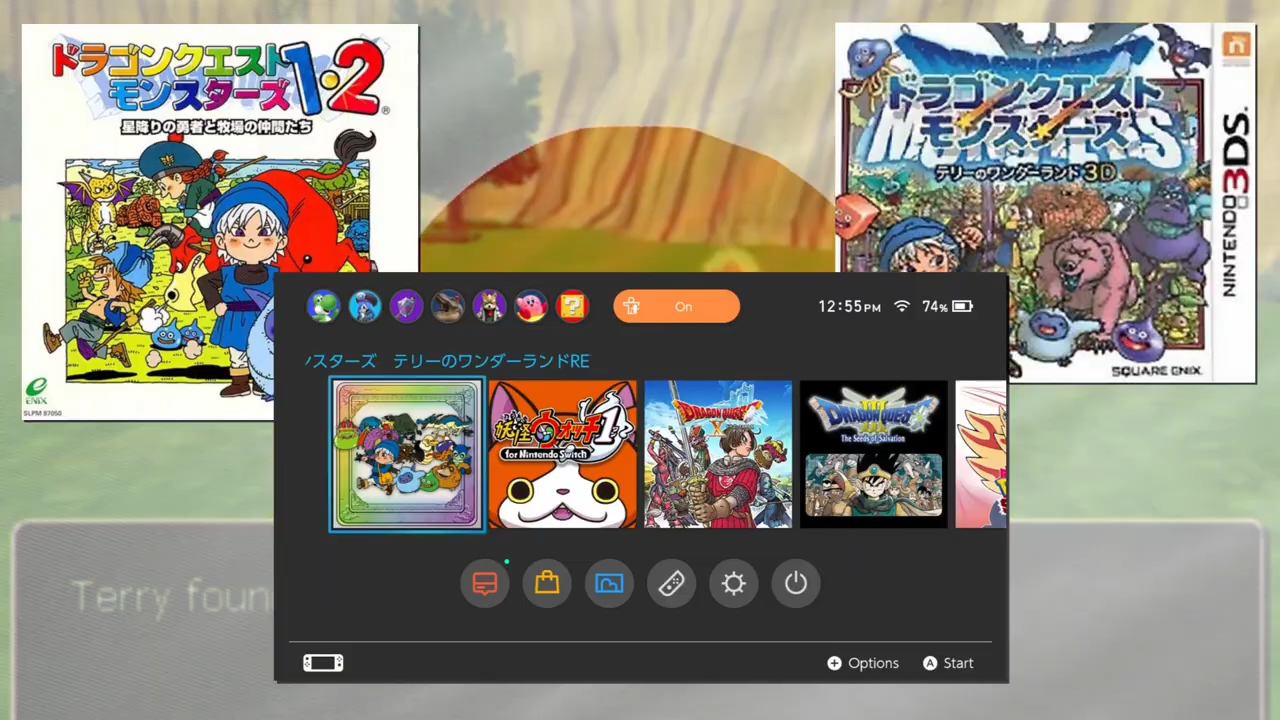 ドラゴンクエスト
モンスターズ1・2
®
星降りの勇者と牧場の仲間たち
ENIX
SLPM 87050
ドラゴンクエスト
モンスターズ
テリーのワンダーランド3D
n
NINTENDO 3DS
SQUARE ENIX
On
12:55PM
74%
スターズ テリーのワンダーランドRE
妖怪ウォッチ1
for Nintendo Switch
DRAGON QUEST
X
DRAGON QUEST
III
The Seeds of Salvation
Options
Start
Terry foun